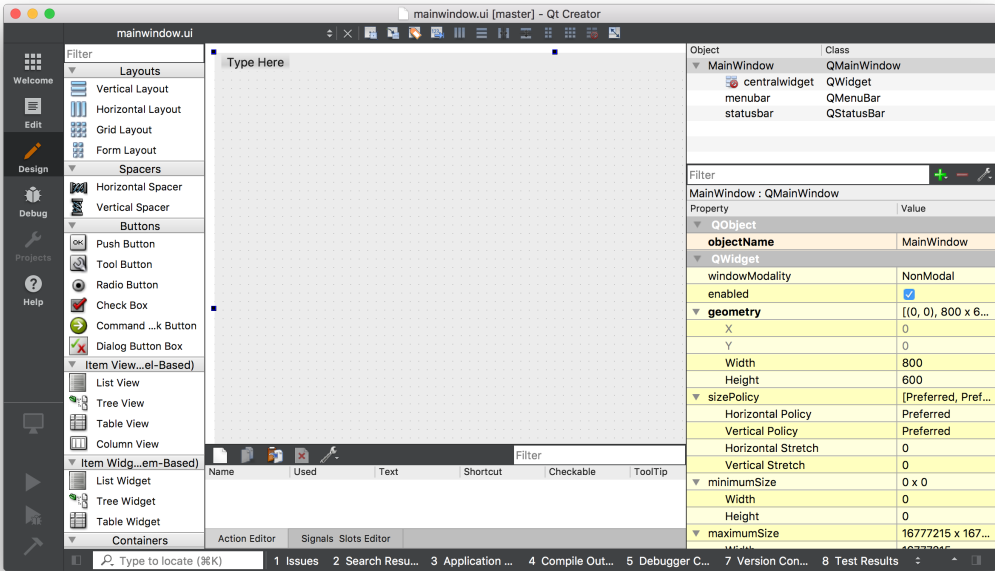 mainwindow.ui [master] - Qt Creator
mainwindow.ui
Welcome
Edit
Design
Debug
Projects
Help
Filter
Layouts
Vertical Layout
Horizontal Layout
Grid Layout
Form Layout
Spacers
Horizontal Spacer
Vertical Spacer
Buttons
OK Push Button
Tool Button
Radio Button
Check Box
Command ...k Button
Dialog Button Box
Item View...el-Based)
List View
Tree View
Table View
Column View
Item Widg...em-Based)
List Widget
Tree Widget
Table Widget
Containers
Type Here
Filter
Name Used Text Shortcut Checkable ToolTip
Action Editor Signals Slots Editor
Object Class
MainWindow QMainWindow
centralwidget QWidget
menubar QMenuBar
statusbar QStatusBar
Filter
MainWindow : QMainWindow
Property Value
QObject
objectName MainWindow
QWidget
windowModality NonModal
enabled
geometry [(0, 0), 800 x 6...
X 0
Y 0
Width 800
Height 600
sizePolicy [Preferred, Pref...
Horizontal Policy Preferred
Vertical Policy Preferred
Horizontal Stretch 0
Vertical Stretch 0
minimumSize 0 x 0
Width 0
Height 0
maximumSize 16777215 x 167...
Width 16777215
Type to locate (⌘K) 1 Issues 2 Search Resu... 3 Application ... 4 Compile Out... 5 Debugger C... 7 Version Con... 8 Test Results